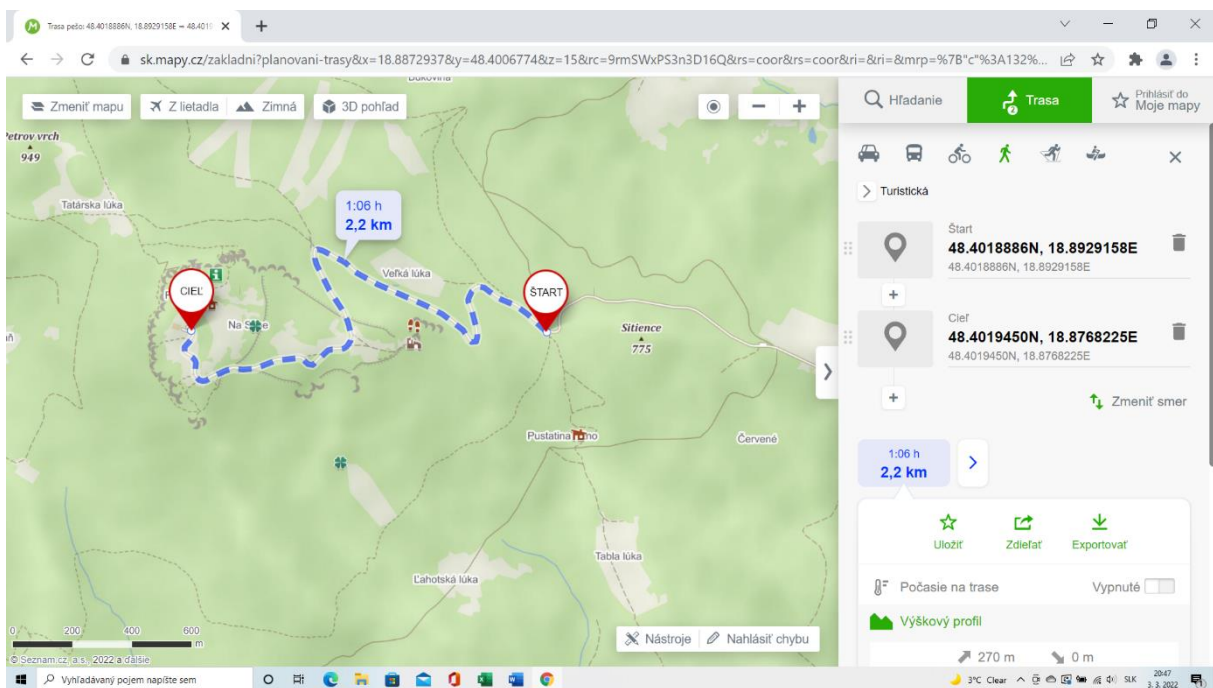 Trasa pešo: 48.4018886N, 18.8929158E → 48.401
sk.mapy.cz/zakladni?planovani-trasy&x=18.8872937&y=48.4006774&z=15&rc=9rmSWxPS3n3D16Q&rs=coor&rs=coor&ri=&ri=&mrp=%7B"c"%3A132%...
Zmeniť mapu
Z lietadla
Zimná
3D pohľad
Petrov vrch
949
Tatárska lúka
1:06 h
2,2 km
Veľká lúka
CIEĽ
ŠTART
Sitience
775
Pustatina
Červené
Tabla lúka
Ľahotská lúka
0 200 400 600
m
© Seznam.cz, a.s., 2022 a ďalšie
Nástroje
Nahlásiť chybu
Hľadanie
2
Trasa
Prihlásiť do
Moje mapy
Turistická
Štart
48.4018886N, 18.8929158E
48.4018886N, 18.8929158E
Cieľ
48.4019450N, 18.8768225E
48.4019450N, 18.8768225E
Zmeniť smer
1:06 h
2,2 km
Uložiť
Zdieľať
Exportovať
Počasie na trase
Vypnuté
Výškový profil
270 m
0 m
Vyhľadávaný pojem napíšte sem
3°C Clear
SLK
20:47
3. 3. 2022